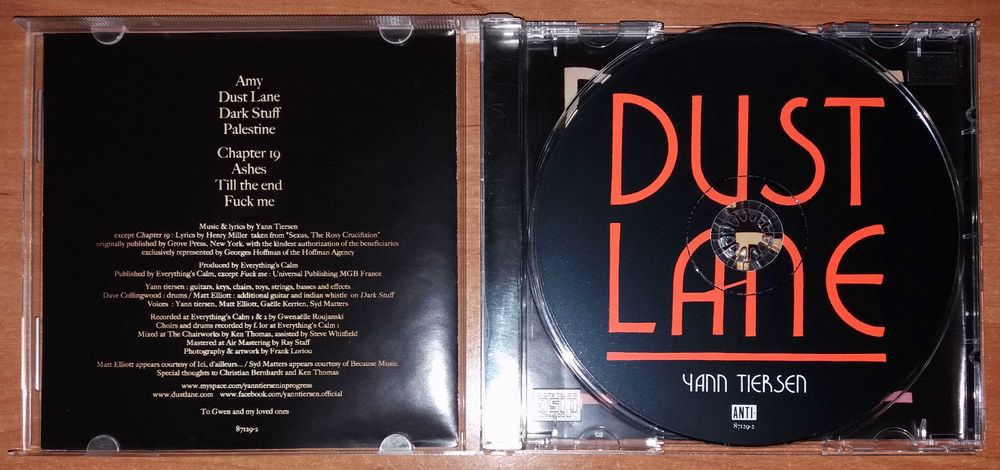 Amy
Dust Lane
Dark Stuff
Palestine
Chapter 19
Ashes
Till the end
Fuck me
Music & lyrics by Yann Tiersen
except Chapter 19 : Lyrics by Henry Miller taken from "Sexus, The Rosy Crucifixion"
originally published by Grove Press, New York. with the kindest authorization of the beneficiaries
exclusively represented by Georges Hoffman of the Hoffman Agency
Produced by Everything's Calm
Published by Everything's Calm, except Fuck me : Universal Publishing MGB France
Yann tiersen : guitars, keys, chairs, toys, strings, basses and effects
Dave Collingwood : drums / Matt Elliott : additional guitar and indian whistle on Dark Stuff
Voices : Yann tiersen, Matt Elliott, Gaëlle Kerrien, Syd Matters
Recorded at Everything's Calm 1 & 2 by Gwenaëlle Roujanski
Choirs and drums recorded by f. lor at Everything's Calm 1
Mixed at The Chairworks by Ken Thomas, assisted by Steve Whitfield
Mastered at Air Mastering by Ray Staff
Photography & artwork by Frank Loriou
Matt Elliott appears courtesy of Ici, d'ailleurs... / Syd Matters appears courtesy of Because Music.
Special thoughts to Christian Bernhardt and Ken Thomas
www.myspace.com/yanntierseninprogress
www.dustlane.com www.facebook.com/yanntiersen.official
To Gwen and my loved ones
87129-2
DUST
LANE
YANN TIERSEN
ANTI-
87129-2